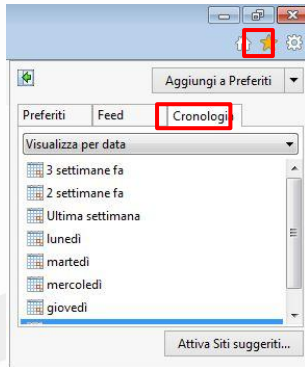 Aggiungi a Preferiti
Preferiti Feed Cronologia
Visualizza per data
3 settimane fa
2 settimane fa
Ultima settimana
lunedì
martedì
mercoledì
giovedì
Attiva Siti suggeriti...